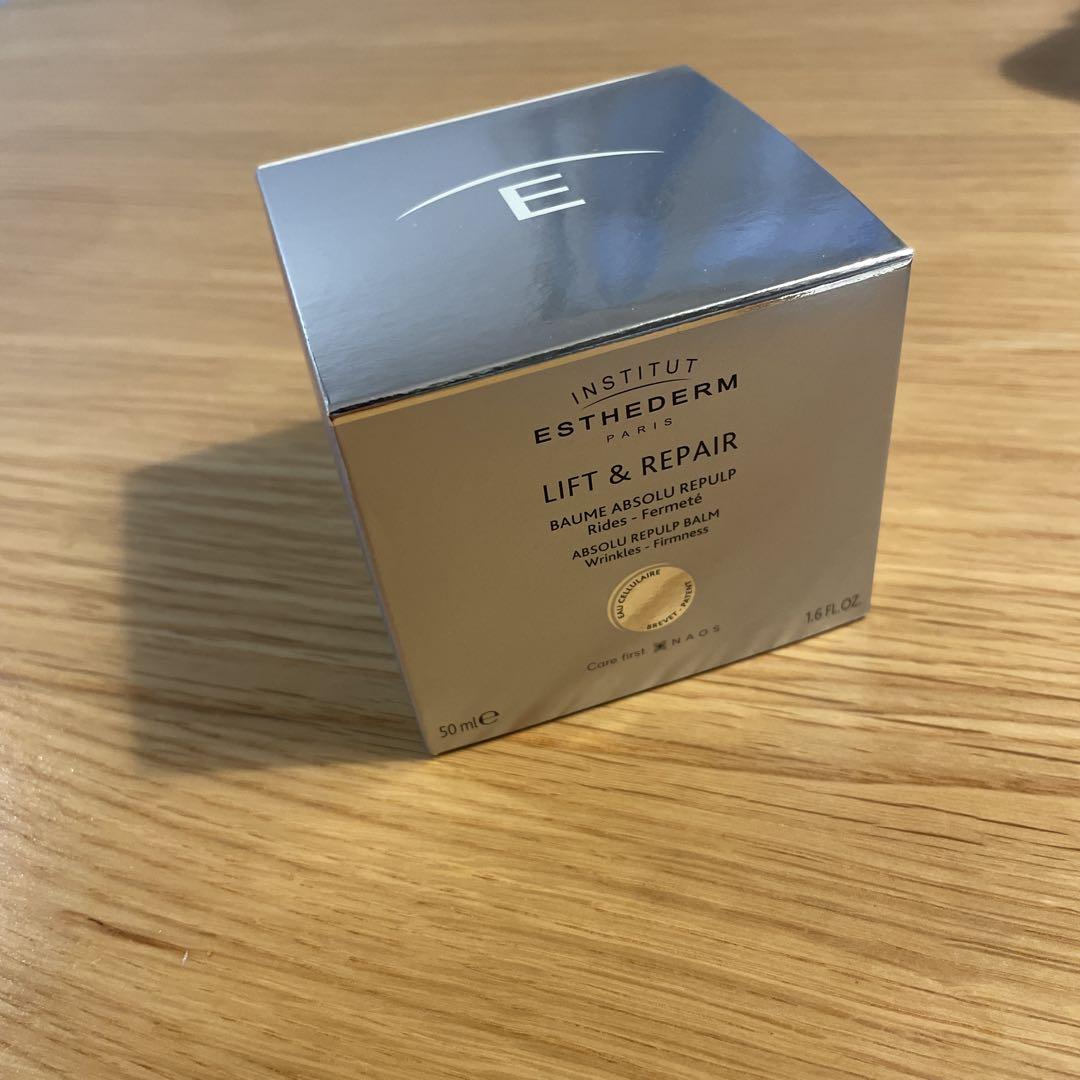 E
INSTITUT
ESTHEDERM
PARIS
LIFT & REPAIR
BAUME ABSOLU REPULP
Rides - Fermeté
ABSOLU REPULP BALM
Wrinkles - Firmness
EAU CELLULAIRE
BREVET - PATENT
Care first NAOS
50 ml e
1.6 FL.OZ.